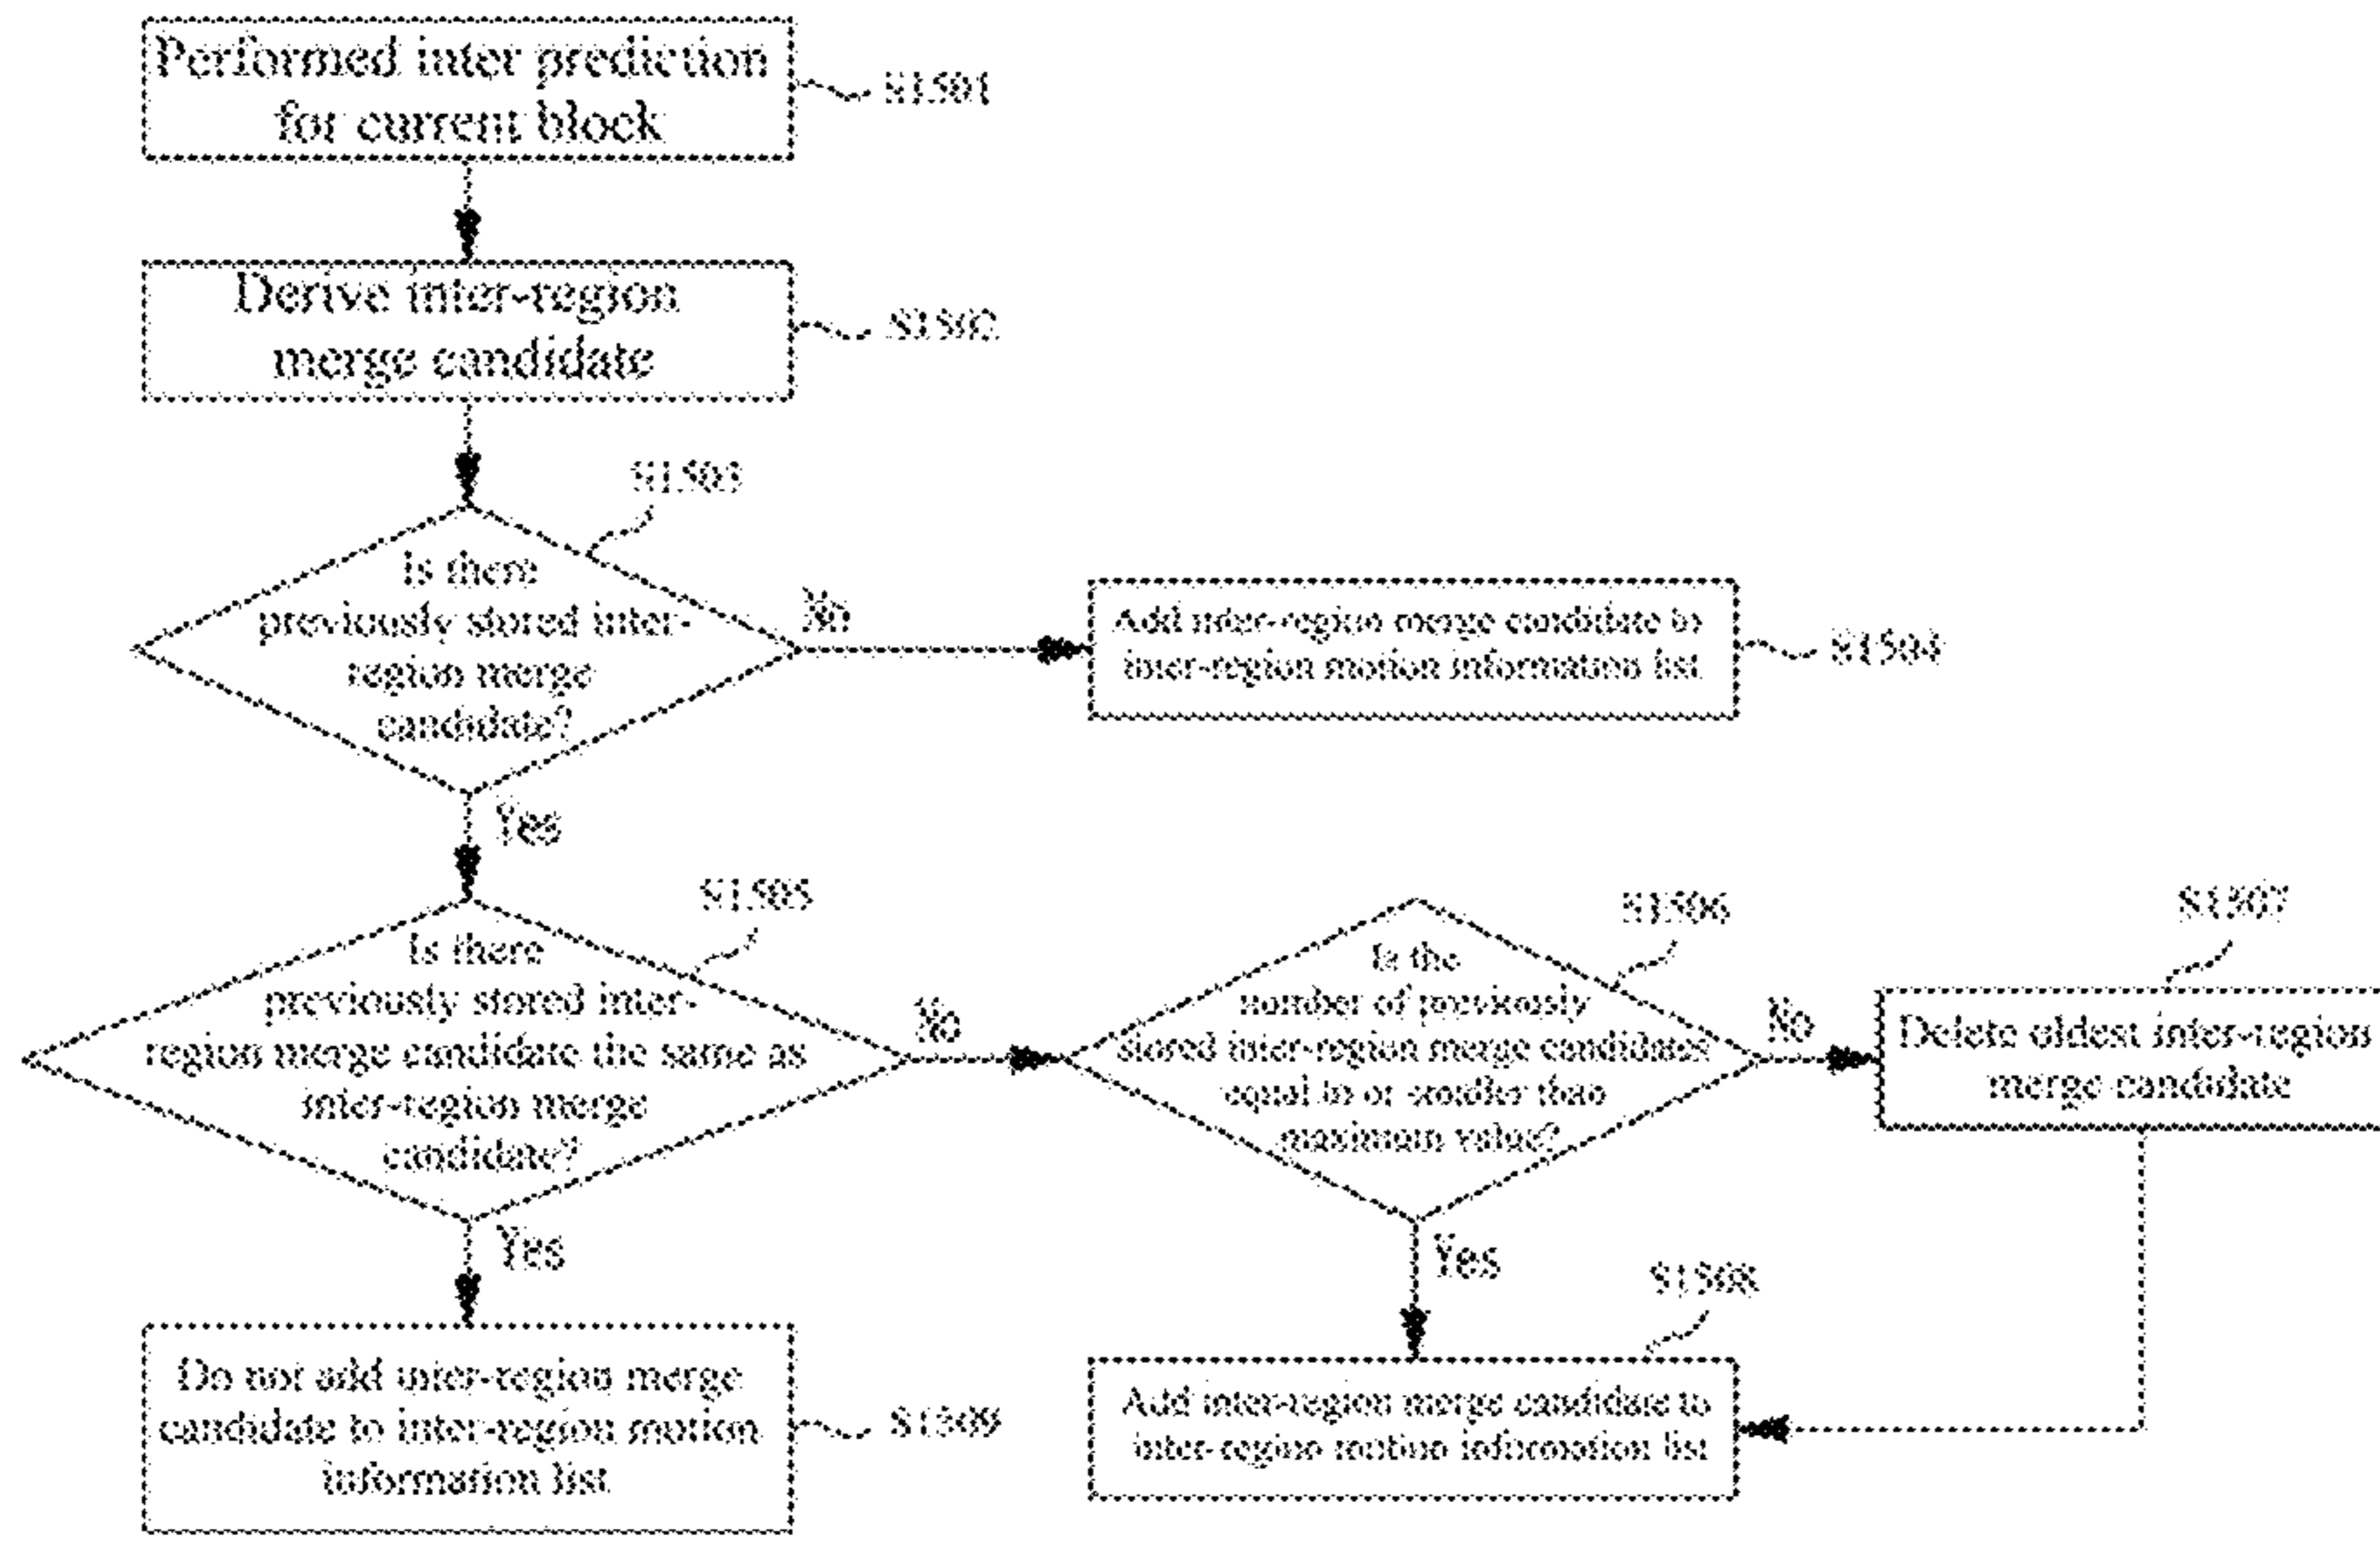 Performed inter prediction
for current block
S1501
Derive inter-region
merge candidate
S1502
S1503
Is there
previously stored inter-
region merge
candidate?
No
Add inter-region merge candidate to
inter-region motion information list
S1504
Yes
S1505
Is there
previously stored inter-
region merge candidate the same as
inter-region merge
candidate?
No
S1506
Is the
number of previously
stored inter-region merge candidates
equal to or smaller than
maximum value?
No
S1507
Delete oldest inter-region
merge candidate
Yes
Yes
S1508
Do not add inter-region merge
candidate to inter-region motion
information list
S1509
Add inter-region merge candidate to
inter-region motion information list